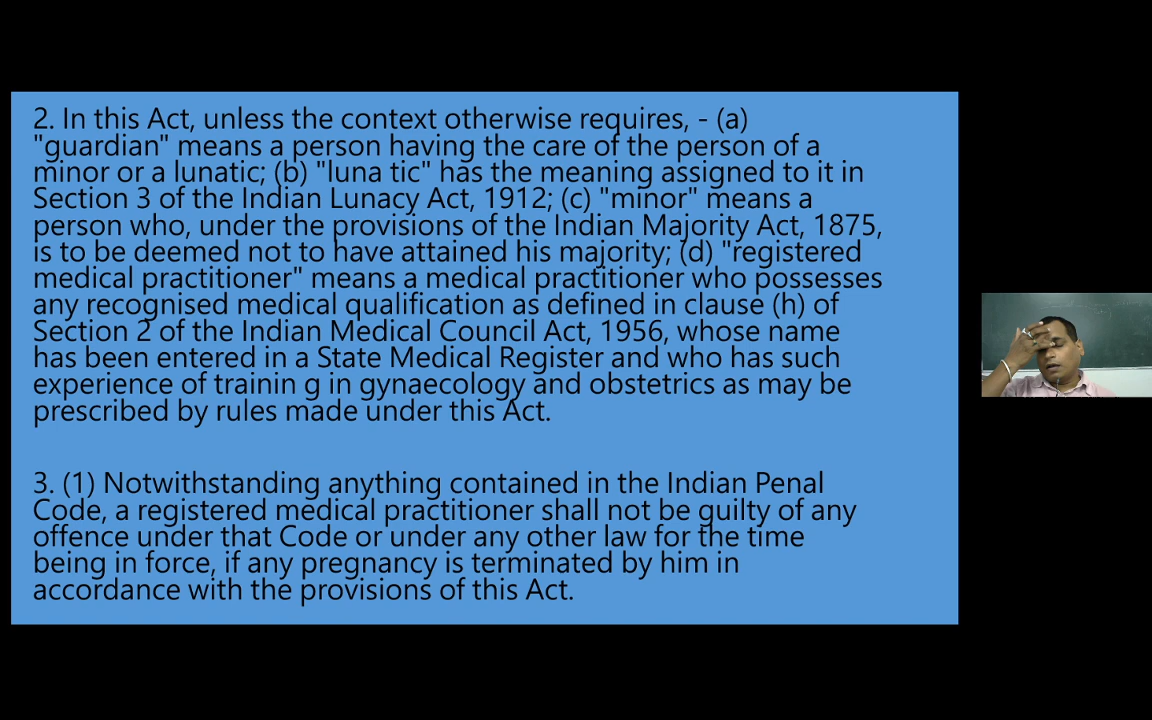 2. In this Act, unless the context otherwise requires, - (a)
"guardian" means a person having the care of the person of a
minor or a lunatic; (b) "luna tic" has the meaning assigned to it in
Section 3 of the Indian Lunacy Act, 1912; (c) "minor" means a
person who, under the provisions of the Indian Majority Act, 1875,
is to be deemed not to have attained his majority; (d) "registered
medical practitioner" means a medical practitioner who possesses
any recognised medical qualification as defined in clause (h) of
Section 2 of the Indian Medical Council Act, 1956, whose name
has been entered in a State Medical Register and who has such
experience of trainin g in gynaecology and obstetrics as may be
prescribed by rules made under this Act.
3. (1) Notwithstanding anything contained in the Indian Penal
Code, a registered medical practitioner shall not be guilty of any
offence under that Code or under any other law for the time
being in force, if any pregnancy is terminated by him in
accordance with the provisions of this Act.